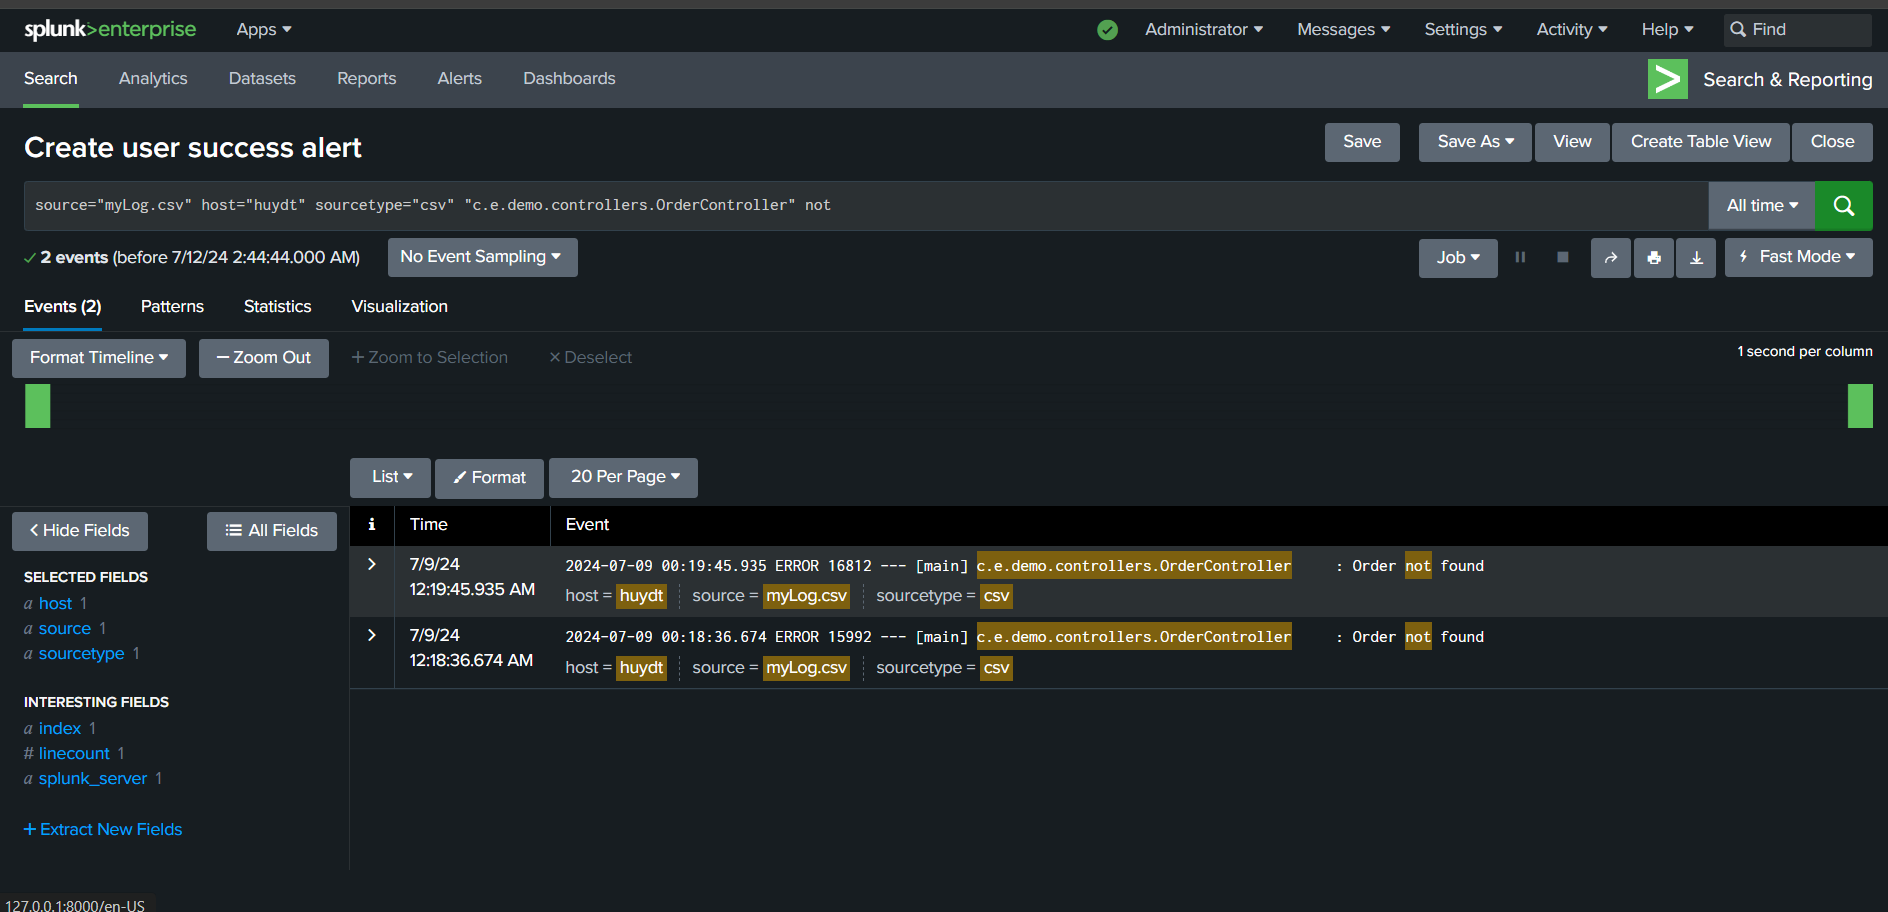 splunk>enterprise Apps Administrator Messages Settings Activity Help Find
Search Analytics Datasets Reports Alerts Dashboards Search & Reporting
Create user success alert Save Save As View Create Table View Close
source="myLog.csv" host="huydt" sourcetype="csv" "c.e.demo.controllers.OrderController" not All time
2 events (before 7/12/24 2:44:44.000 AM) No Event Sampling Job Fast Mode
Events (2) Patterns Statistics Visualization
Format Timeline — Zoom Out + Zoom to Selection × Deselect 1 second per column
List Format 20 Per Page
< Hide Fields All Fields i Time Event
SELECTED FIELDS
a host 1
a source 1
a sourcetype 1
INTERESTING FIELDS
a index 1
# linecount 1
a splunk_server 1
+ Extract New Fields
> 7/9/24 2024-07-09 00:19:45.935 ERROR 16812 --- [main] c.e.demo.controllers.OrderController : Order not found
12:19:45.935 AM host = huydt source = myLog.csv sourcetype = csv
> 7/9/24 2024-07-09 00:18:36.674 ERROR 15992 --- [main] c.e.demo.controllers.OrderController : Order not found
12:18:36.674 AM host = huydt source = myLog.csv sourcetype = csv
127.0.0.1:8000/en-US